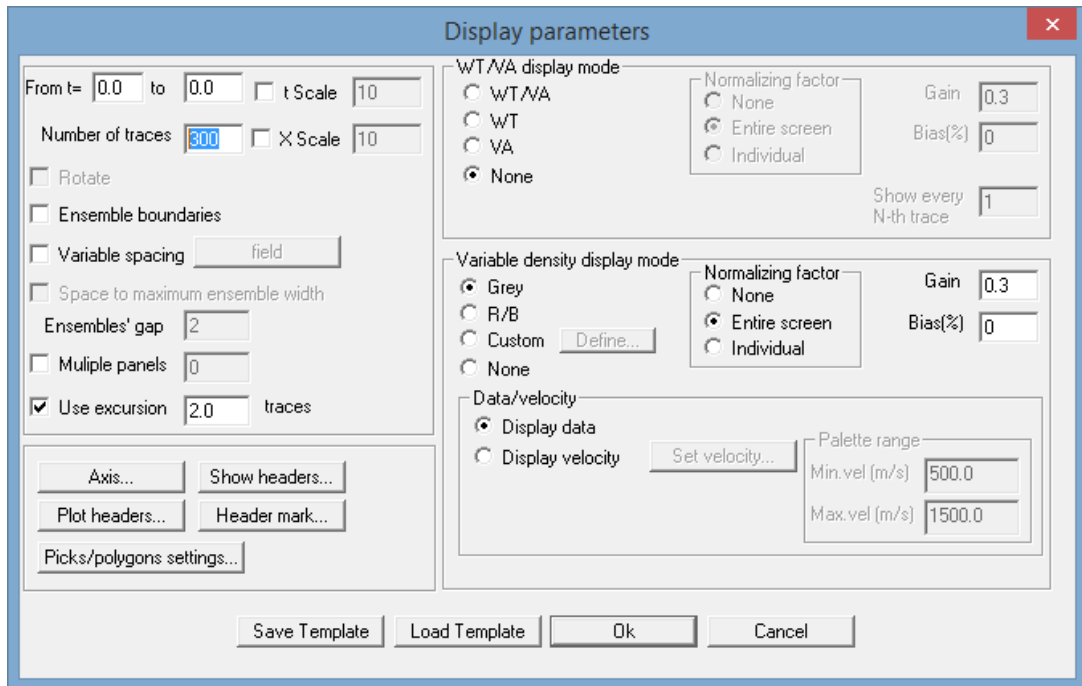 Display parameters
×
From t= 0.0 to 0.0 t Scale 10
Number of traces 300 X Scale 10
Rotate
Ensemble boundaries
Variable spacing field
Space to maximum ensemble width
Ensembles' gap 2
Muliple panels 0
Use excursion 2.0 traces
Axis... Show headers...
Plot headers... Header mark...
Picks/polygons settings...
WT/VA display mode
WT/VA
WT
VA
None
Normalizing factor
None
Entire screen
Individual
Gain 0.3
Bias(%) 0
Show every
N-th trace 1
Variable density display mode
Grey
R/B
Custom Define...
None
Normalizing factor
None
Entire screen
Individual
Gain 0.3
Bias(%) 0
Data/velocity
Display data
Display velocity Set velocity...
Palette range
Min.vel (m/s) 500.0
Max.vel (m/s) 1500.0
Save Template Load Template Ok Cancel